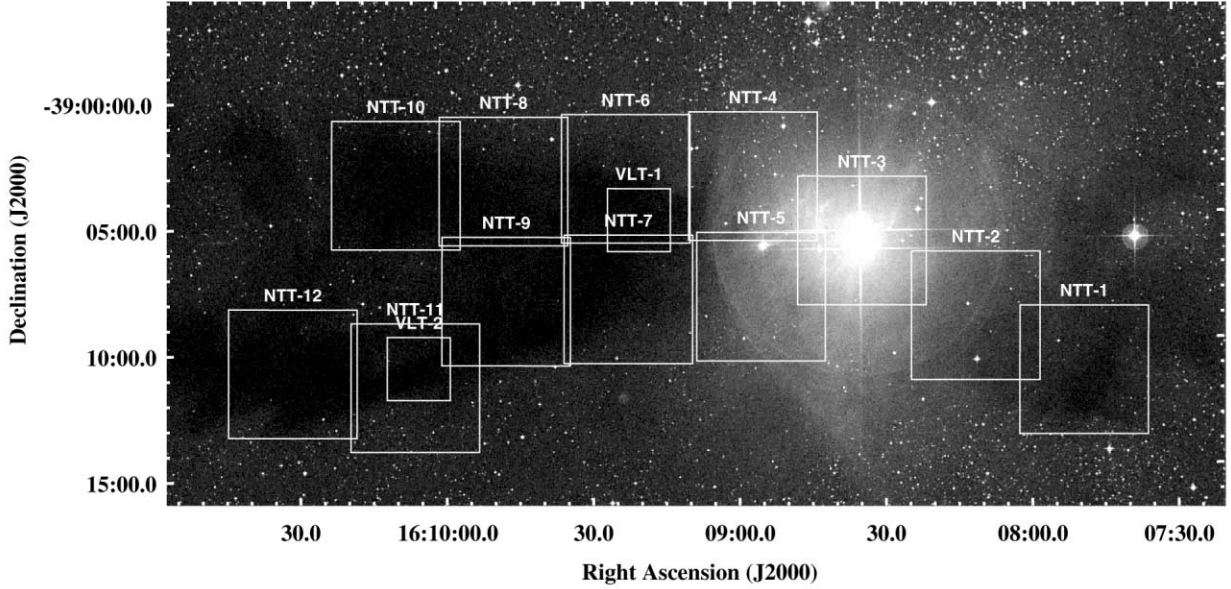 NTT-10
NTT-8
NTT-6
NTT-4
NTT-3
VLT-1
NTT-9
NTT-7
NTT-5
NTT-2
NTT-1
NTT-12
NTT-11
VLT-2
-39:00:00.0
05:00.0
10:00.0
15:00.0
Declination (J2000)
30.0 16:10:00.0 30.0 09:00.0 30.0 08:00.0 07:30.0
Right Ascension (J2000)